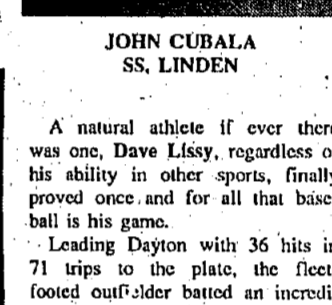 JOHN CUBALA
SS, LINDEN
A natural athlete if ever ther
was one, Dave Lissy, regardless o
his ability in other sports, finally
proved once and for all that base
ball is his game.
Leading Dayton with 36 hits in
71 trips to the plate, the fleet
footed outfielder batted an incredi